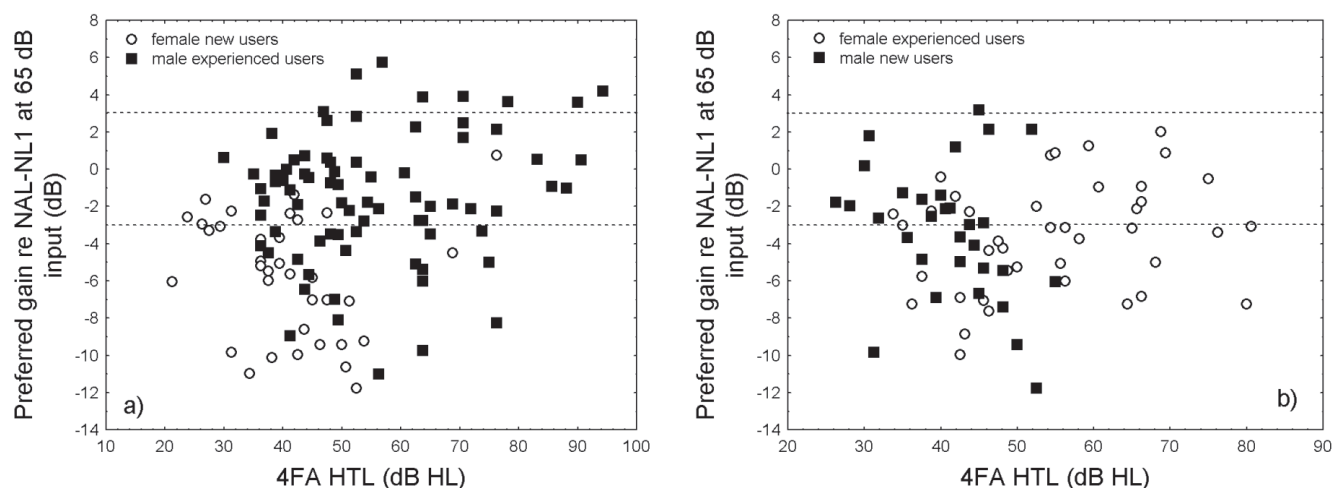 8
6
4
2
0
-2
-4
-6
-8
-10
-12
-14
10 20 30 40 50 60 70 80 90 100
4FA HTL (dB HL)
Preferred gain re NAL-NL1 at 65 dB
input (dB)
female new users
male experienced users
a)
8
6
4
2
0
-2
-4
-6
-8
-10
-12
-14
20 30 40 50 60 70 80 90
4FA HTL (dB HL)
Preferred gain re NAL-NL1 at 65 dB
input (dB)
female experienced users
male new users
b)